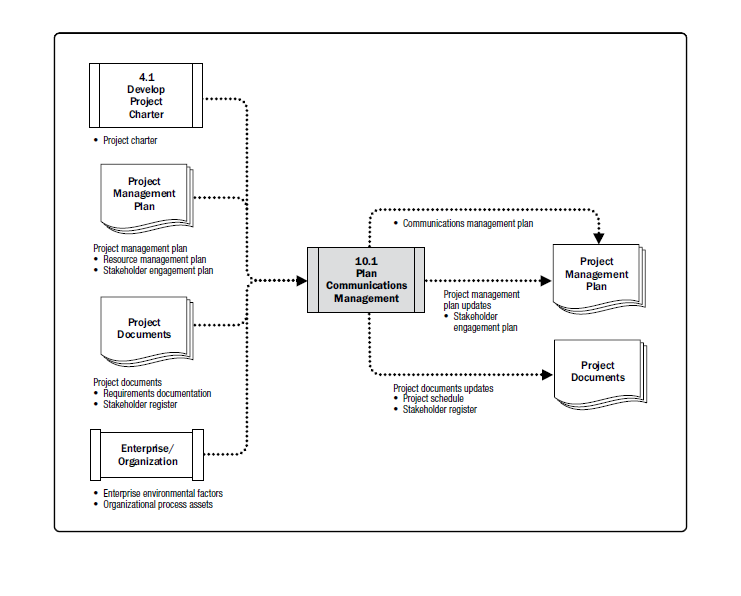 4.1
Develop
Project
Charter
• Project charter
Project
Management
Plan
Project management plan
• Resource management plan
• Stakeholder engagement plan
Project
Documents
Project documents
• Requirements documentation
• Stakeholder register
Enterprise/
Organization
• Enterprise environmental factors
• Organizational process assets
10.1
Plan
Communications
Management
• Communications management plan
Project management
plan updates
• Stakeholder
engagement plan
Project documents updates
• Project schedule
• Stakeholder register
Project
Management
Plan
Project
Documents